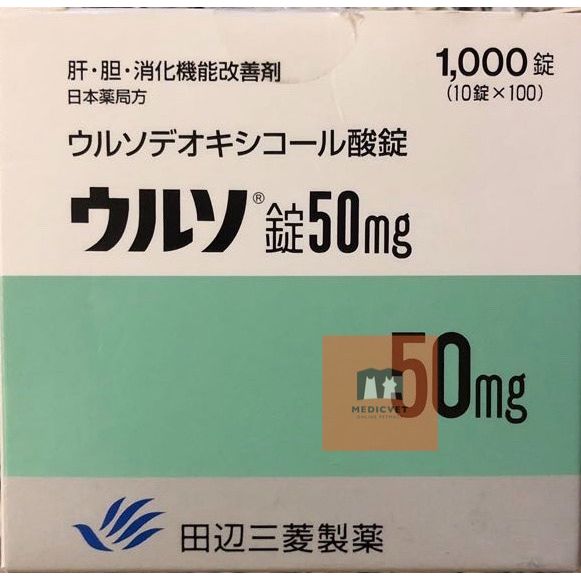 肝・胆・消化機能改善剤
日本薬局方
1,000錠
(10錠×100)
ウルソデオキシコール酸錠
ウルソ®錠50mg
50mg
MEDICVET
田辺三菱製薬